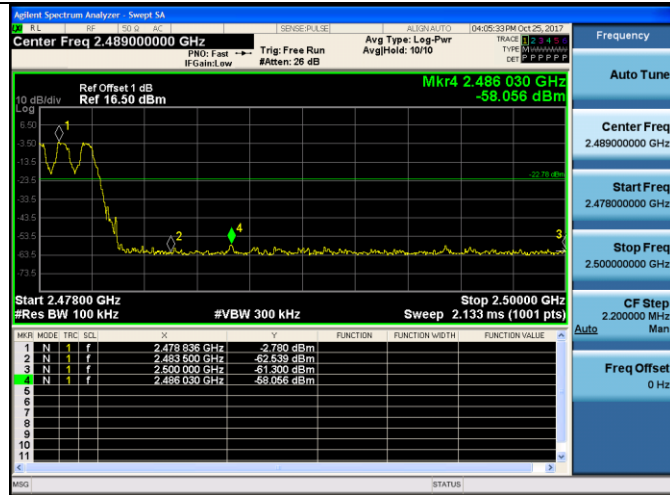 Agilent Spectrum Analyzer - Swept SA
RL RF 50 Ω AC SENSE:PULSE ALIGNAUTO 04:05:33 PM Oct 25, 2017
Center Freq 2.489000000 GHz
PNO: Fast
IFGain:Low
Trig: Free Run
#Atten: 26 dB
Avg Type: Log-Pwr
Avg|Hold: 10/10
TRACE 1 2 3 4 5 6
TYPE M
DET P P P P P P
Frequency
Auto Tune
Center Freq
2.489000000 GHz
Start Freq
2.478000000 GHz
Stop Freq
2.500000000 GHz
CF Step
2.200000 MHz
Auto Man
Freq Offset
0 Hz
Mkr4 2.486 030 GHz
-58.056 dBm
Ref Offset 1 dB
10 dB/div Ref 16.50 dBm
Log
6.50
-3.50
-13.5
-23.5
-33.5
-43.5
-53.5
-63.5
-73.5
1
2
4
3
-22.78 dBm
Start 2.47800 GHz Stop 2.50000 GHz
#Res BW 100 kHz #VBW 300 kHz Sweep 2.133 ms (1001 pts)
MKR MODE TRC SCL X Y FUNCTION FUNCTION WIDTH FUNCTION VALUE
1 N 1 f 2.478 836 GHz -2.780 dBm
2 N 1 f 2.483 500 GHz -62.539 dBm
3 N 1 f 2.500 000 GHz -61.300 dBm
4 N 1 f 2.486 030 GHz -58.056 dBm
5
6
7
8
9
10
11
MSG STATUS